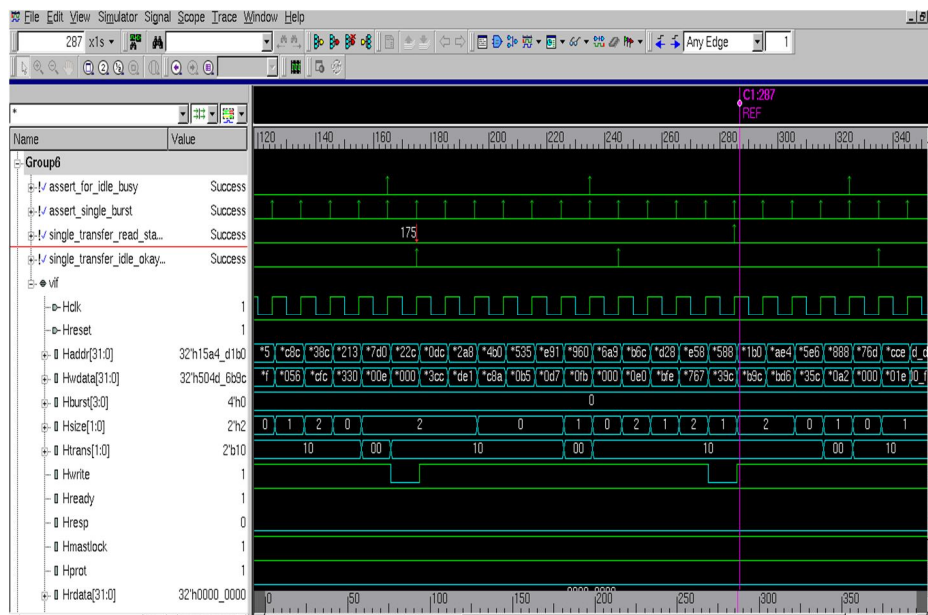 File Edit View Simulator Signal Scope Trace Window Help
287 x1s Any Edge 1
C1:287
REF
*
Name Value
120 140 160 180 200 220 240 260 280 300 320 340
Group6
assert_for_idle_busy Success
assert_single_burst Success
single_transfer_read_sta... Success 175
single_transfer_idle_okay... Success
vif
Hclk 1
Hreset 1
Haddr[31:0] 32'h15a4_d1b0 *5 *c8c *38c *213 *7d0 *22c *0dc *2a8 *4b0 *535 *e91 *960 *6a9 *b6c *d28 *e58 *588 *1b0 *ae4 *5e6 *888 *76d *cce
Hwdata[31:0] 32'h504d_6b9c *f *056 *cfc *330 *00e *000 *3cc *de1 *c8a *0b5 *0d7 *0fb *000 *0e0 *bfe *767 *39c *b9c *bd6 *35c *0a2 *000 *01e
Hburst[3:0] 4'h0 0
Hsize[1:0] 2'h2 0 1 2 0 2 0 1 0 2 1 2 1 2 0 1 0 1
Htrans[1:0] 2'b10 10 00 10 00 10 00 10
Hwrite 1
Hready 1
Hresp 0
Hmastlock 1
Hprot 1
Hrdata[31:0] 32'h0000_0000
0 50 100 150 200 250 300 350